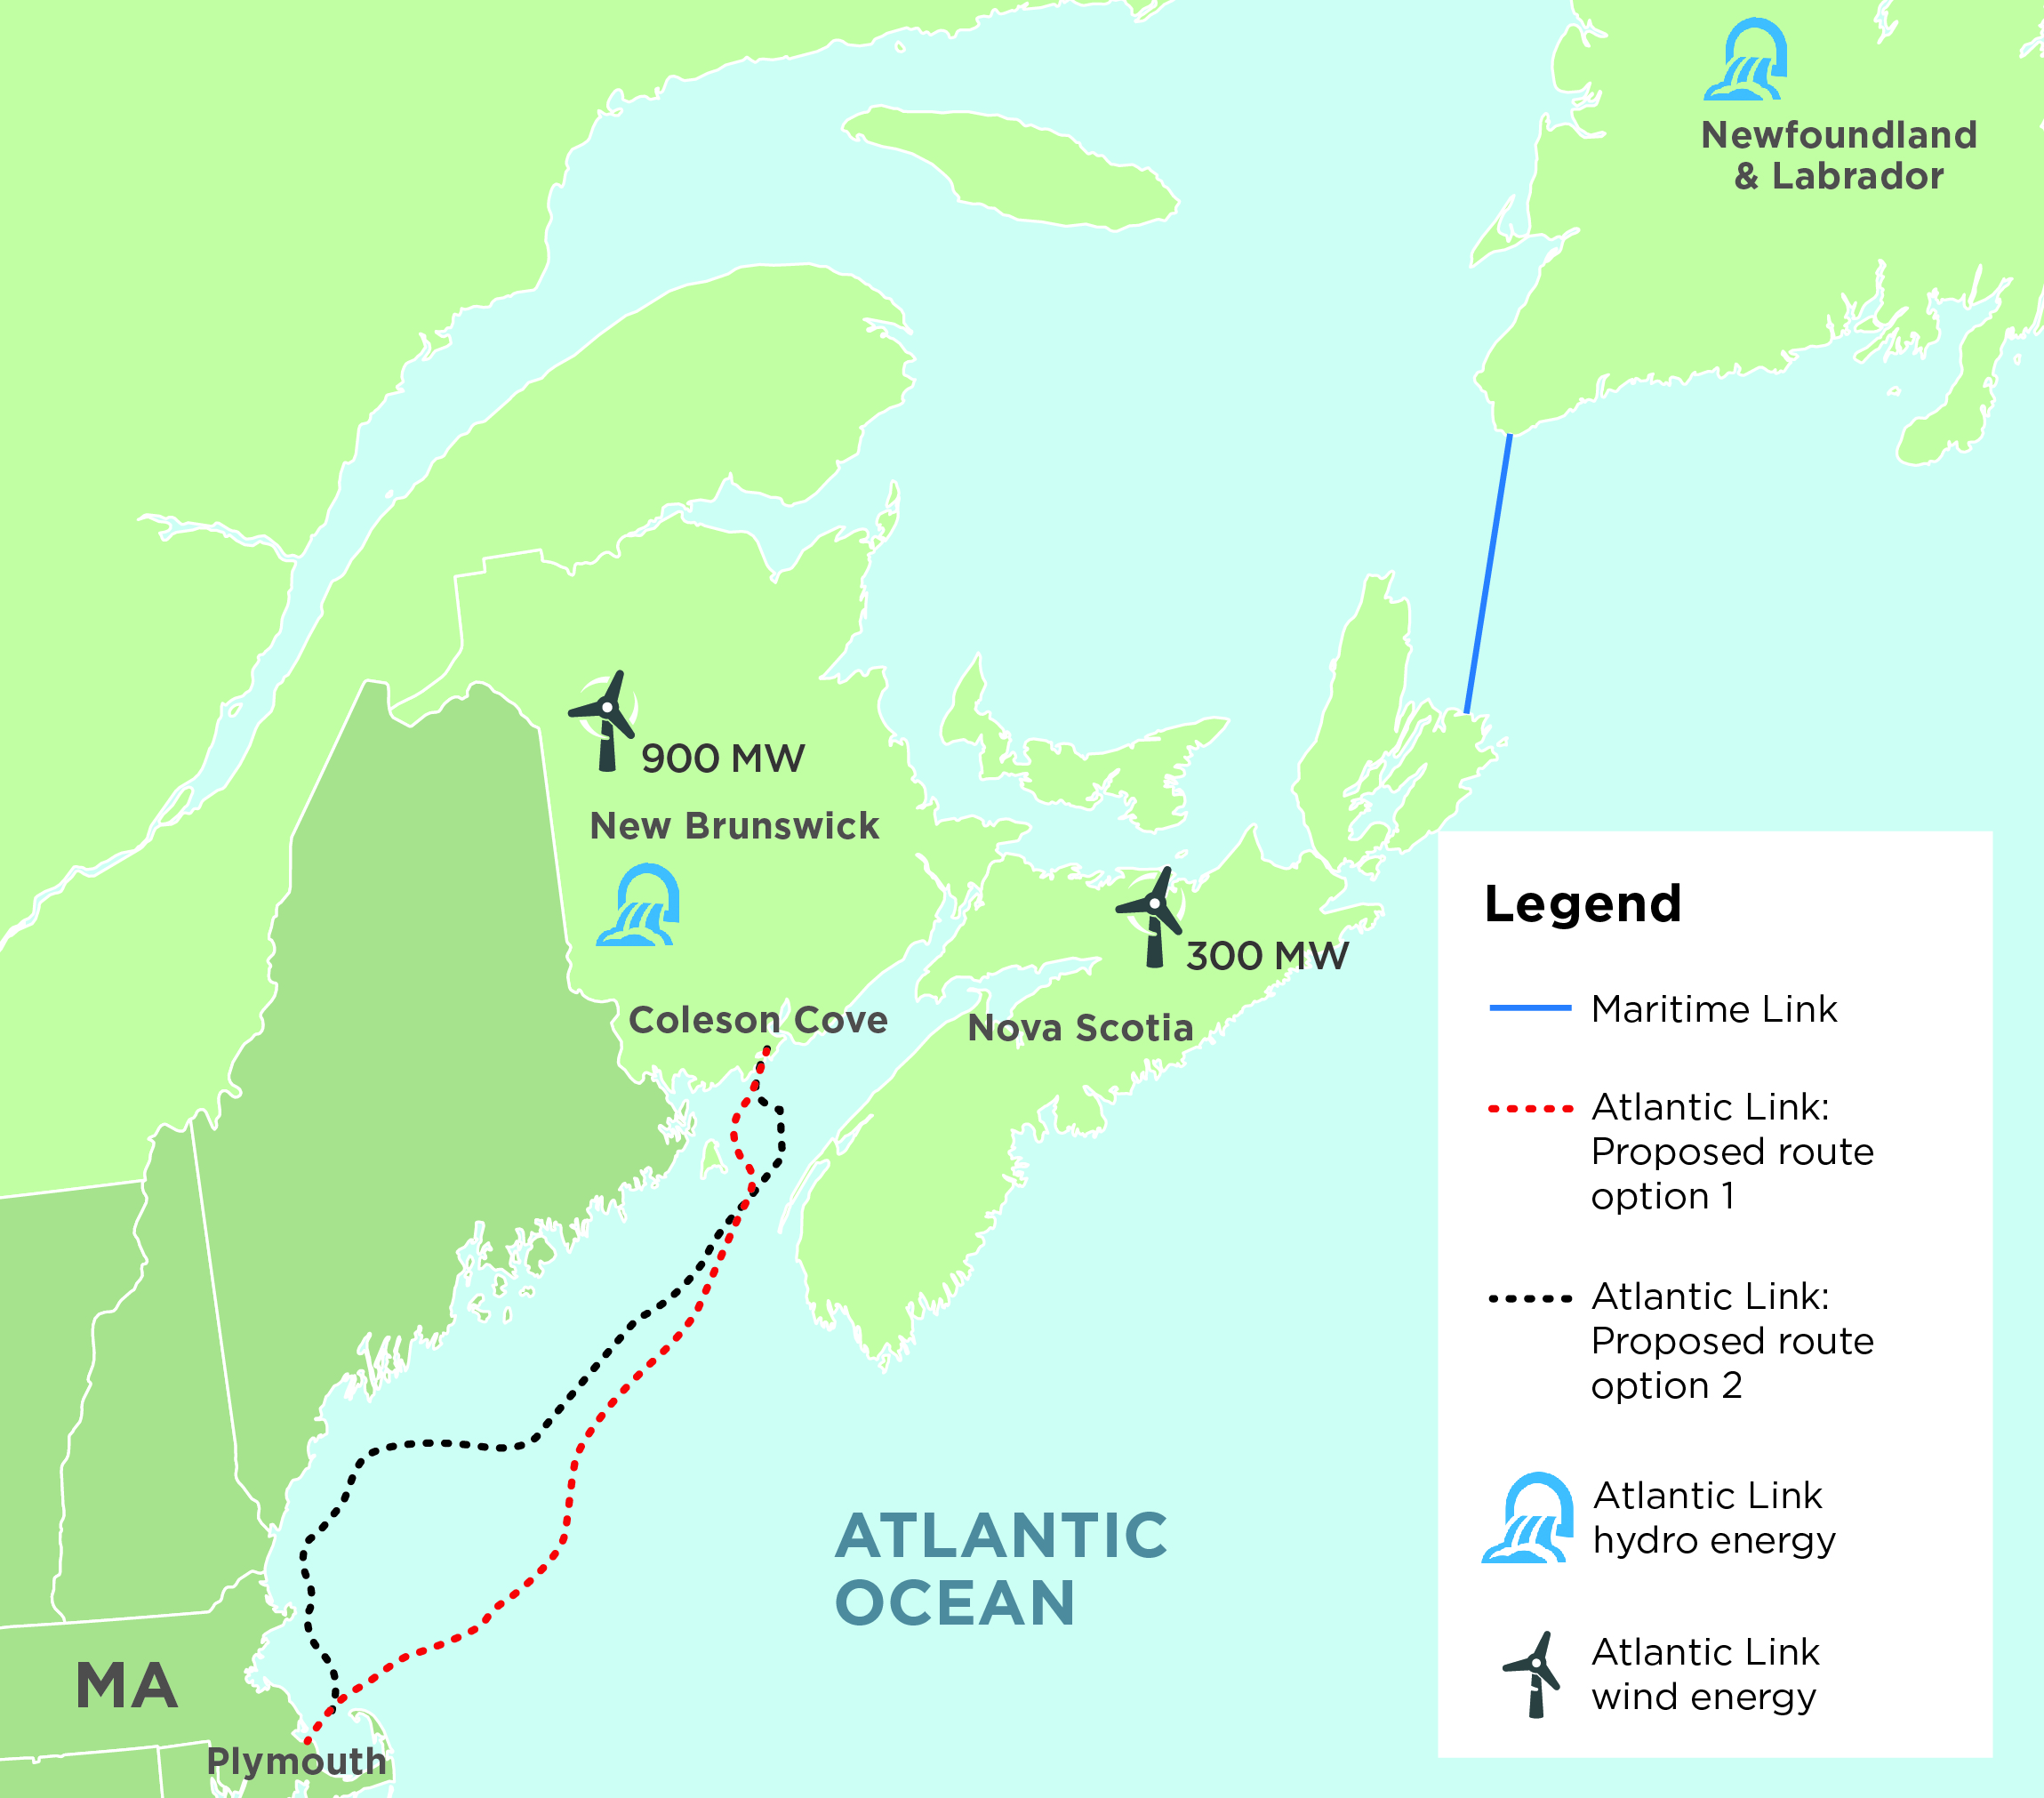 Newfoundland
& Labrador
900 MW
New Brunswick
300 MW
Coleson Cove
Nova Scotia
ATLANTIC
OCEAN
MA
Plymouth
Legend
Maritime Link
Atlantic Link:
Proposed route
option 1
Atlantic Link:
Proposed route
option 2
Atlantic Link
hydro energy
Atlantic Link
wind energy